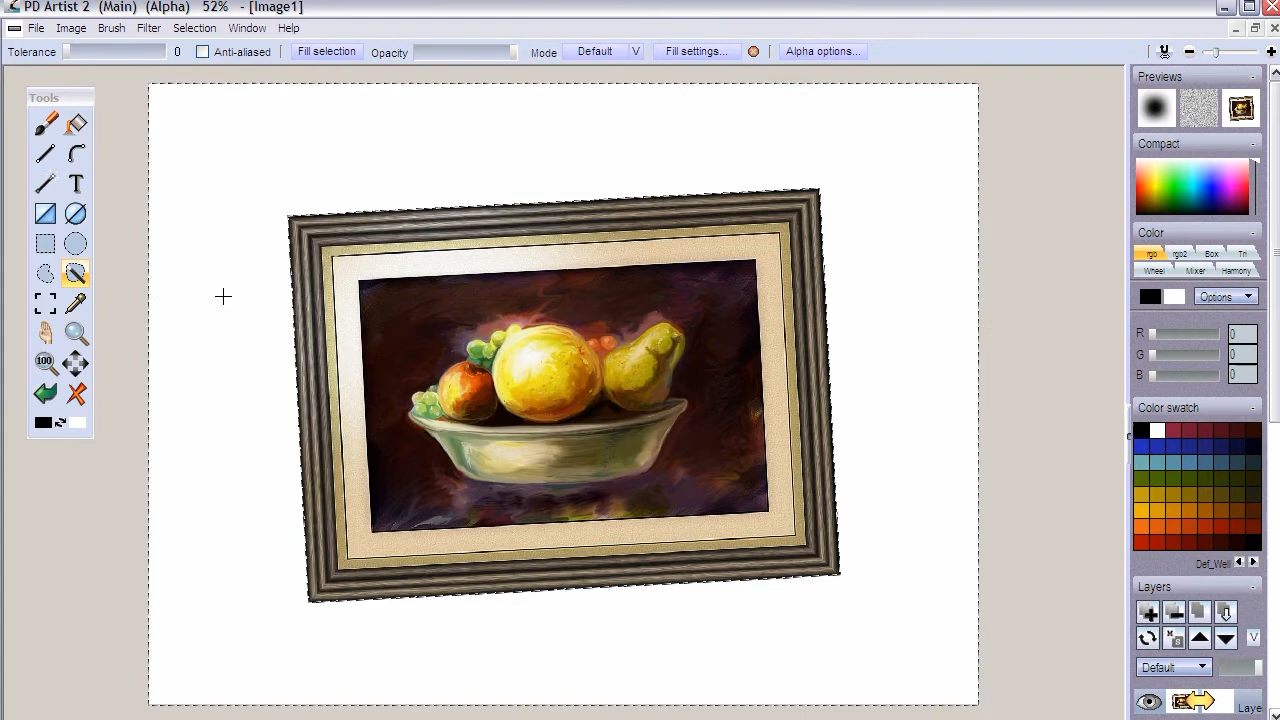 PD Artist 2 (Main) (Alpha) 52% - [Image1]
File Image Brush Filter Selection Window Help
Tolerance 0 Anti-aliased Fill selection Opacity Mode Default V Fill settings... Alpha options...
Tools
T
100
Previews
Compact
Color
rgb rgb2 Box Tri
Wheel Mixer Harmony
Options
R 0
G 0
B 0
Color swatch
Def_Well
Layers
M S
V
Default
Laye